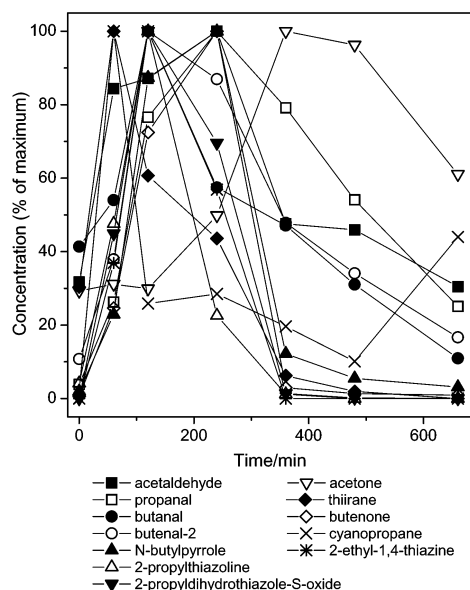 100
80
60
40
20
0
Concentration (% of maximum)
0 200 400 600
Time/min
acetaldehyde acetone
propanal thiirane
butanal butenone
butenal-2 cyanopropane
N-butylpyrrole 2-ethyl-1,4-thiazine
2-propylthiazoline
2-propyldihydrothiazole-S-oxide